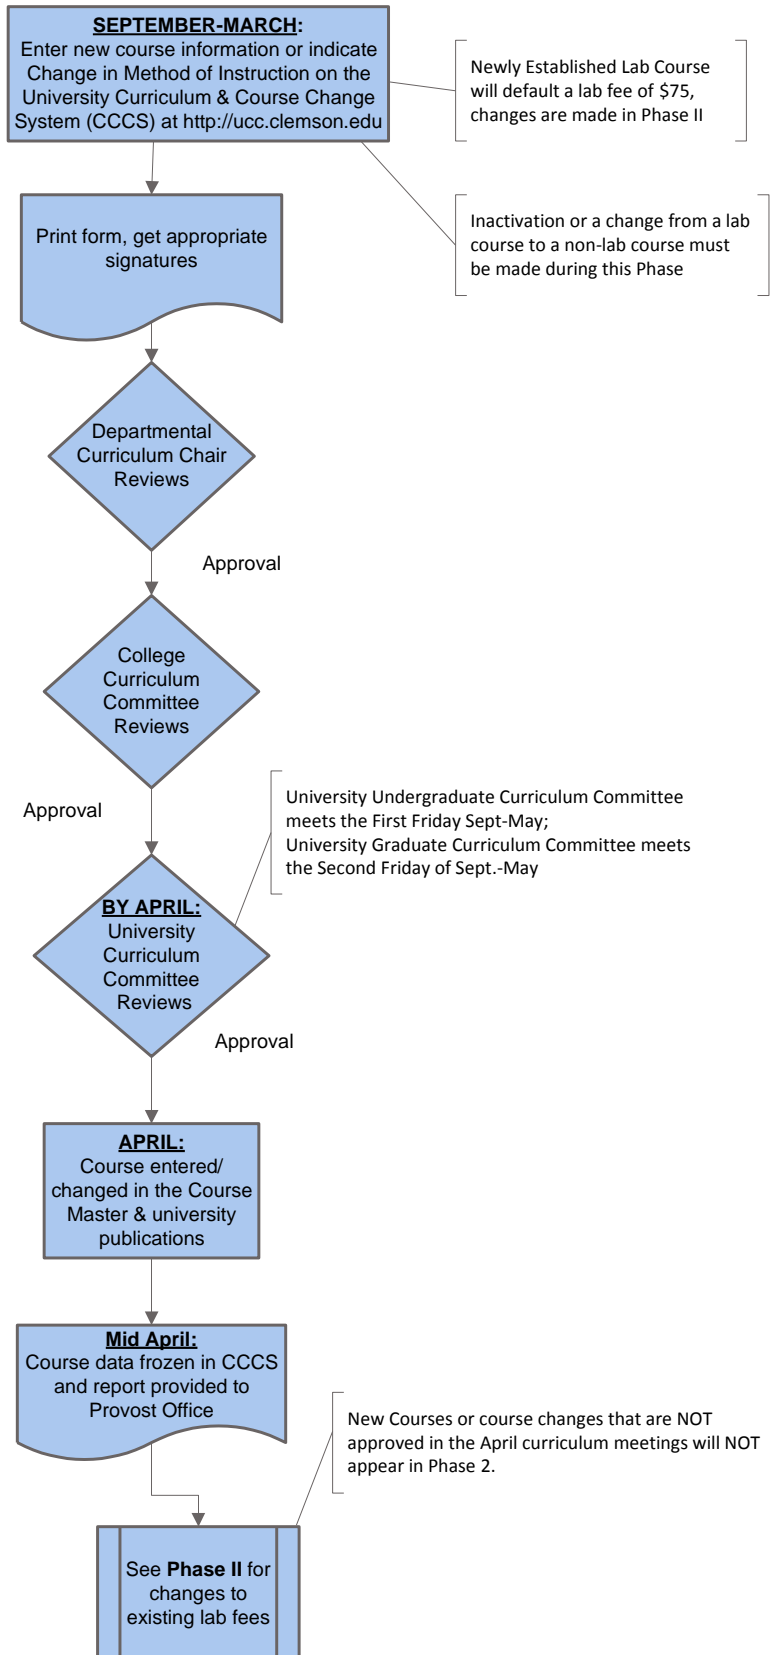 SEPTEMBER-MARCH:
Enter new course information or indicate
Change in Method of Instruction on the
University Curriculum & Course Change
System (CCCS) at http://ucc.clemson.edu
Newly Established Lab Course
will default a lab fee of $75,
changes are made in Phase II
Print form, get appropriate
signatures
Inactivation or a change from a lab
course to a non-lab course must
be made during this Phase
Departmental
Curriculum Chair
Reviews
Approval
College
Curriculum
Committee
Reviews
Approval
University Undergraduate Curriculum Committee
meets the First Friday Sept-May;
University Graduate Curriculum Committee meets
the Second Friday of Sept.-May
BY APRIL:
University
Curriculum
Committee
Reviews
Approval
APRIL:
Course entered/
changed in the Course
Master & university
publications
Mid April:
Course data frozen in CCCS
and report provided to
Provost Office
New Courses or course changes that are NOT
approved in the April curriculum meetings will NOT
appear in Phase 2.
See Phase II for
changes to
existing lab fees